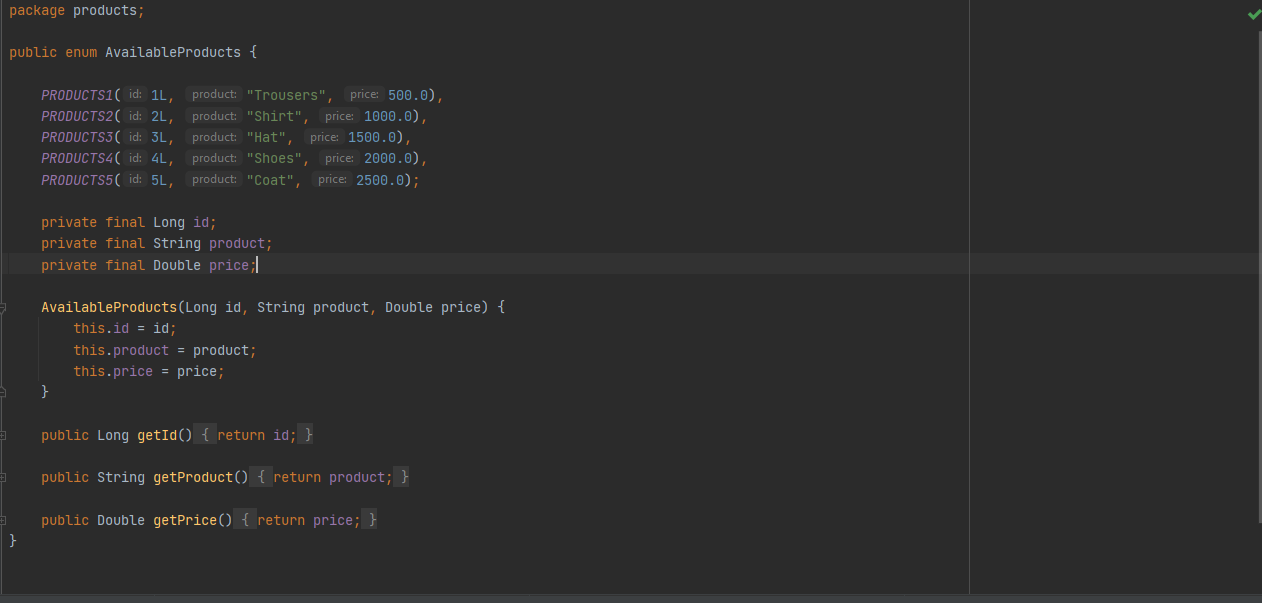 package products;
public enum AvailableProducts {
PRODUCTS1( id: 1L, product: "Trousers", price: 500.0),
PRODUCTS2( id: 2L, product: "Shirt", price: 1000.0),
PRODUCTS3( id: 3L, product: "Hat", price: 1500.0),
PRODUCTS4( id: 4L, product: "Shoes", price: 2000.0),
PRODUCTS5( id: 5L, product: "Coat", price: 2500.0);
private final Long id;
private final String product;
private final Double price;
AvailableProducts(Long id, String product, Double price) {
this.id = id;
this.product = product;
this.price = price;
}
public Long getId() { return id; }
public String getProduct() { return product; }
public Double getPrice() { return price; }
}